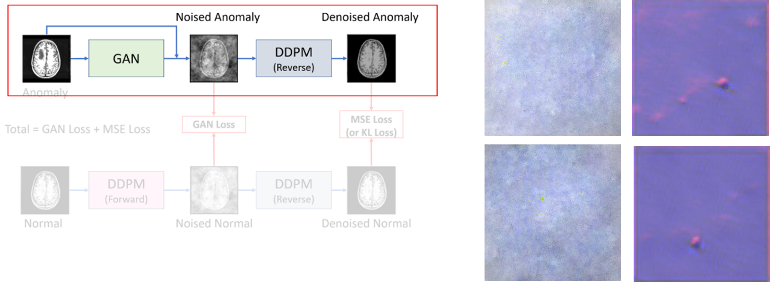 Noised Anomaly
Denoised Anomaly
GAN
DDPM
(Reverse)
Anomaly
Total = GAN Loss + MSE Loss
GAN Loss
MSE Loss
(or KL Loss)
DDPM
(Forward)
DDPM
(Reverse)
Normal
Noised Normal
Denoised Normal